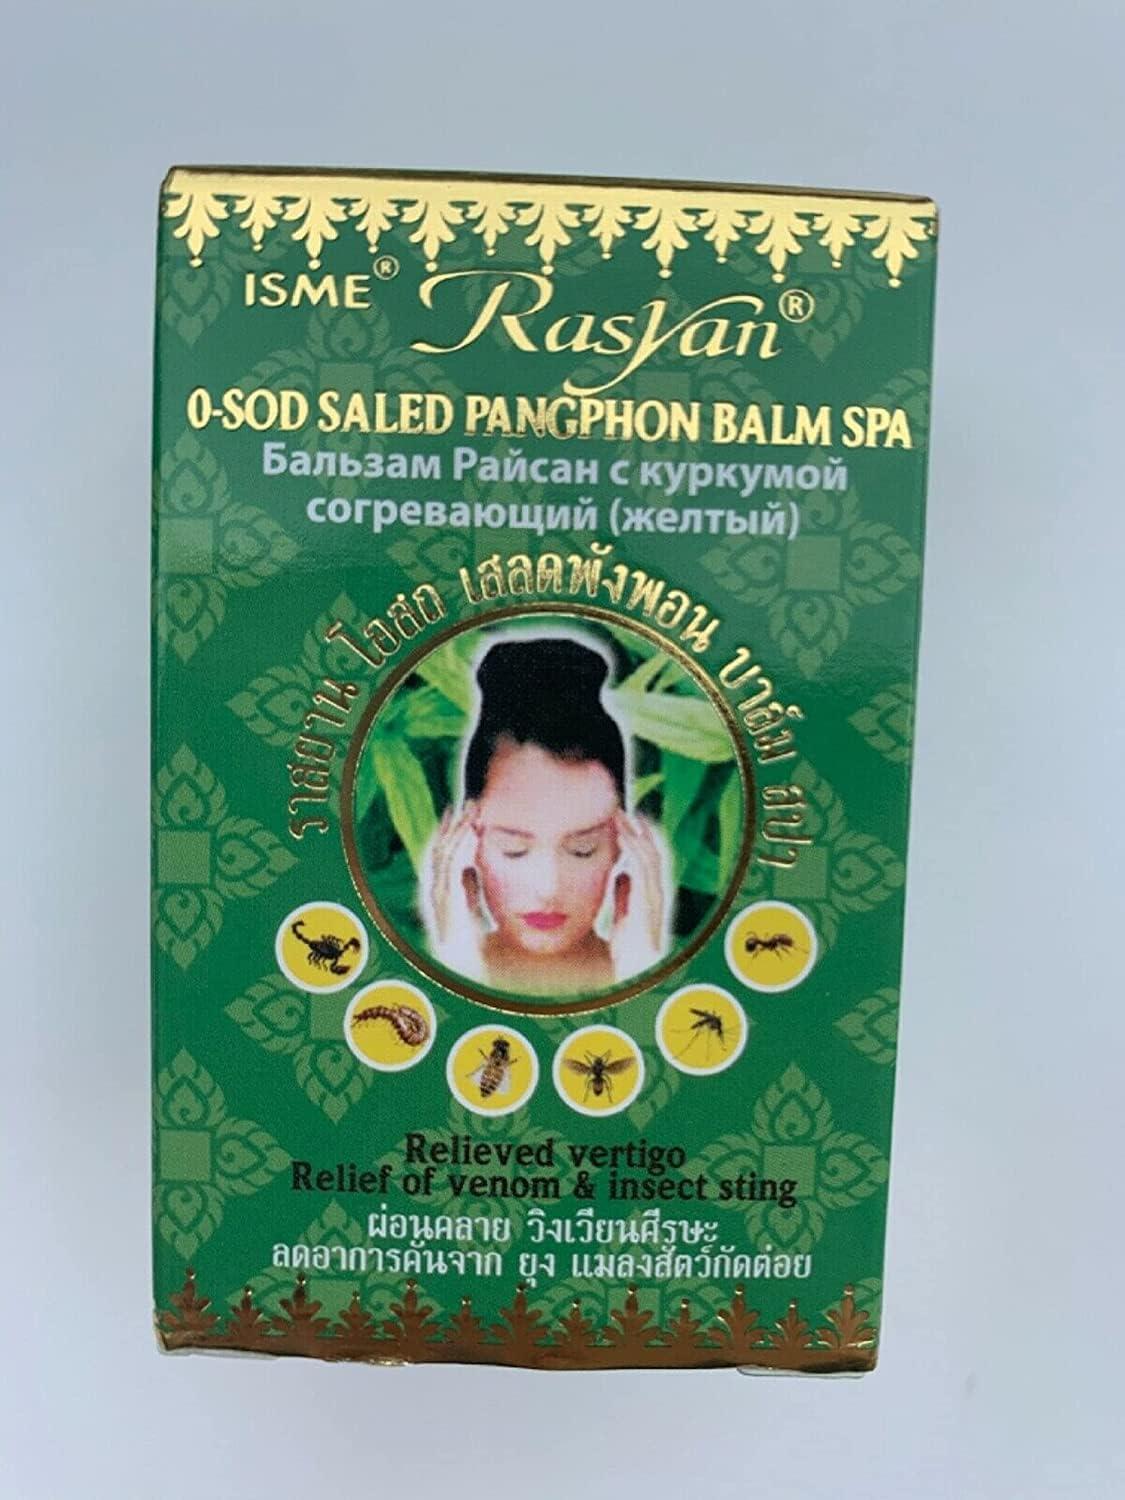 ISME® Rasyan®
O-SOD SALED PANGPHON BALM SPA
Бальзам Райсан с куркумой
согревающий (желтый)
ราสยาน โอสถ เสลดพังพอน บาล์ม สปา
Relieved vertigo
Relief of venom & insect sting
ผ่อนคลาย วิงเวียนศีรษะ
ลดอาการคันจาก ยุง แมลงสัตว์กัดต่อย